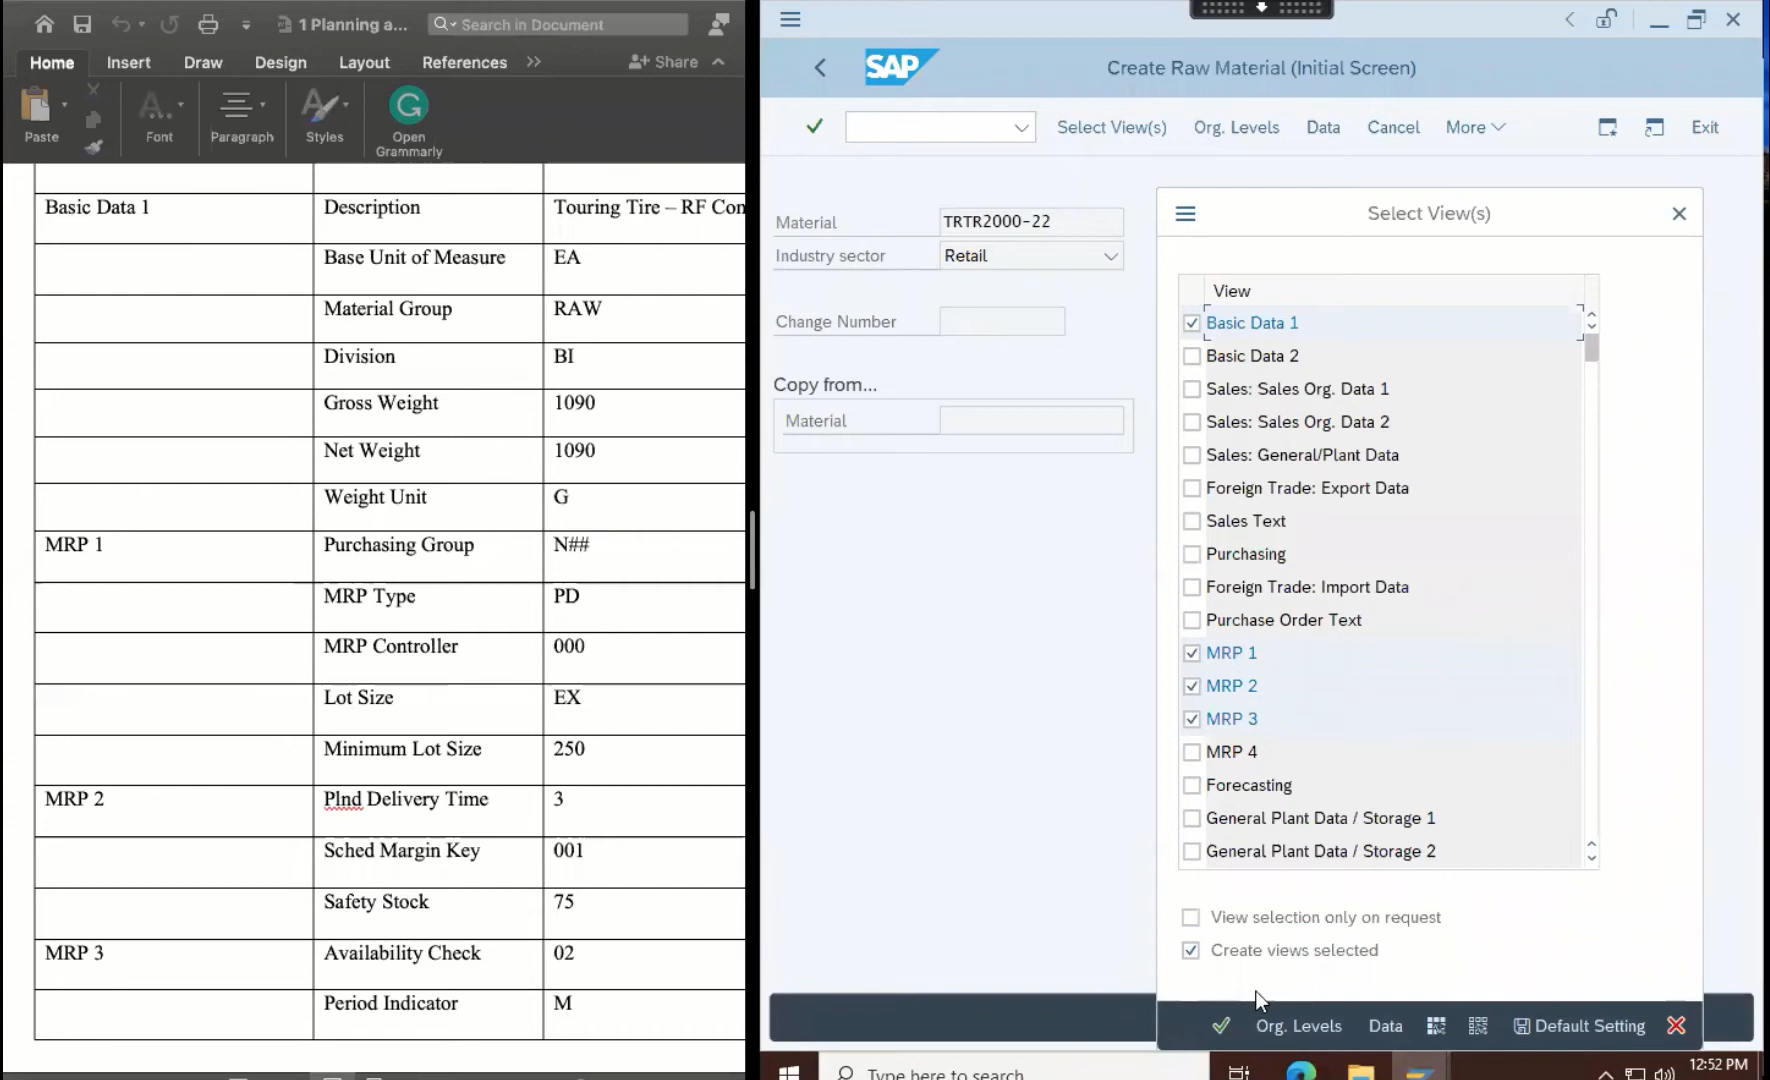 1 Planning a...
Search in Document
Home Insert Draw Design Layout References >> Share
Paste Font Paragraph Styles Open Grammarly
Basic Data 1 Description Touring Tire – RF Con
Base Unit of Measure EA
Material Group RAW
Division BI
Gross Weight 1090
Net Weight 1090
Weight Unit G
MRP 1 Purchasing Group N##
MRP Type PD
MRP Controller 000
Lot Size EX
Minimum Lot Size 250
MRP 2 Plnd Delivery Time 3
Sched Margin Key 001
Safety Stock 75
MRP 3 Availability Check 02
Period Indicator M
SAP
Create Raw Material (Initial Screen)
Select View(s) Org. Levels Data Cancel More Exit
Material TRTR2000-22
Industry sector Retail
Change Number
Copy from...
Material
Select View(s)
View
Basic Data 1
Basic Data 2
Sales: Sales Org. Data 1
Sales: Sales Org. Data 2
Sales: General/Plant Data
Foreign Trade: Export Data
Sales Text
Purchasing
Foreign Trade: Import Data
Purchase Order Text
MRP 1
MRP 2
MRP 3
MRP 4
Forecasting
General Plant Data / Storage 1
General Plant Data / Storage 2
View selection only on request
Create views selected
Org. Levels Data Default Setting
Type here to search
12:52 PM